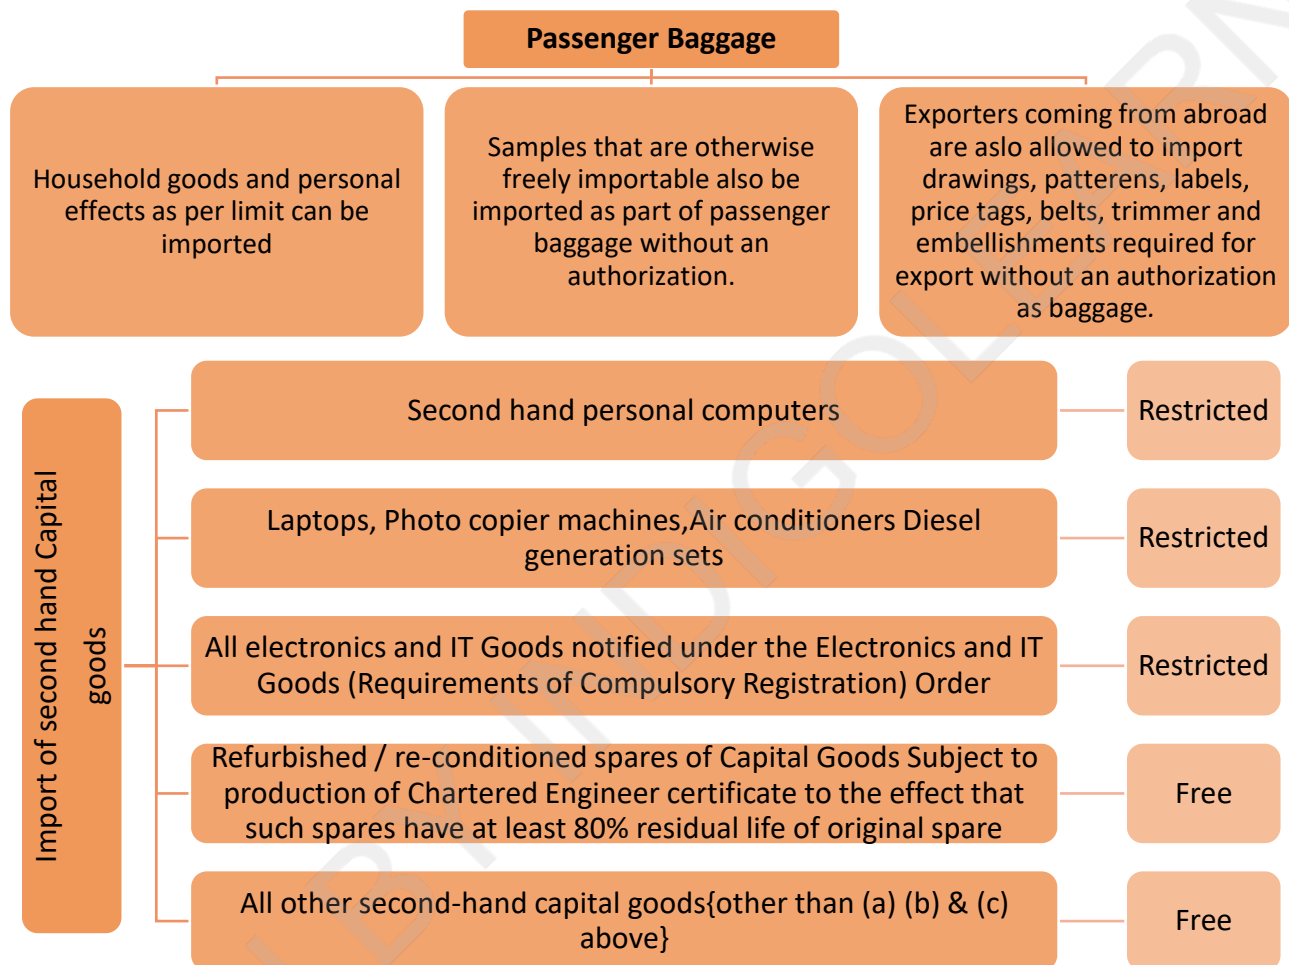 Passenger Baggage
Household goods and personal
effects as per limit can be
imported
Samples that are otherwise
freely importable also be
imported as part of passenger
baggage without an
authorization.
Exporters coming from abroad
are aslo allowed to import
drawings, patterens, labels,
price tags, belts, trimmer and
embellishments required for
export without an authorization
as baggage.
Import of second hand Capital
goods
Second hand personal computers
Restricted
Laptops, Photo copier machines,Air conditioners Diesel
generation sets
Restricted
All electronics and IT Goods notified under the Electronics and IT
Goods (Requirements of Compulsory Registration) Order
Restricted
Refurbished / re-conditioned spares of Capital Goods Subject to
production of Chartered Engineer certificate to the effect that
such spares have at least 80% residual life of original spare
Free
All other second-hand capital goods{other than (a) (b) & (c)
above}
Free
BY INDIGOLEARN